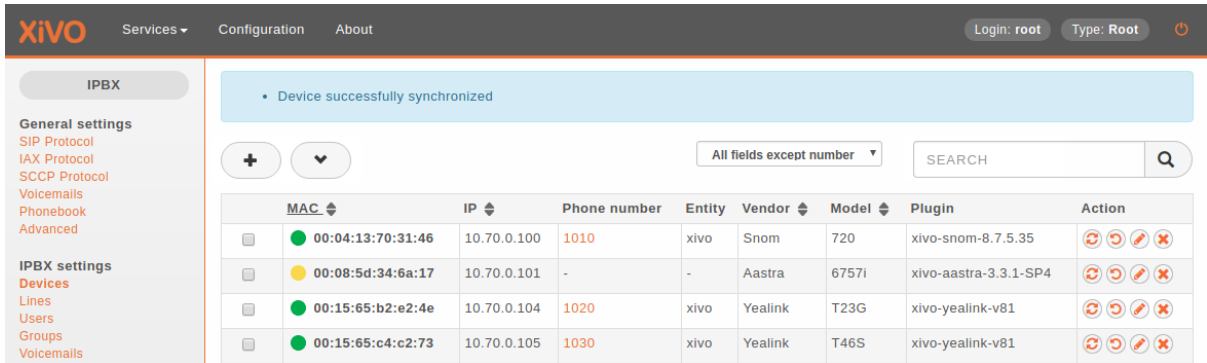 XiVO Services Configuration About Login: root Type: Root
IPBX
General settings
SIP Protocol
IAX Protocol
SCCP Protocol
Voicemails
Phonebook
Advanced
IPBX settings
Devices
Lines
Users
Groups
Voicemails
• Device successfully synchronized
All fields except number SEARCH
MAC IP Phone number Entity Vendor Model Plugin Action
00:04:13:70:31:46 10.70.0.100 1010 xivo Snom 720 xivo-snom-8.7.5.35
00:08:5d:34:6a:17 10.70.0.101 - - Aastra 6757i xivo-aastra-3.3.1-SP4
00:15:65:b2:e2:4e 10.70.0.104 1020 xivo Yealink T23G xivo-yealink-v81
00:15:65:c4:c2:73 10.70.0.105 1030 xivo Yealink T46S xivo-yealink-v81